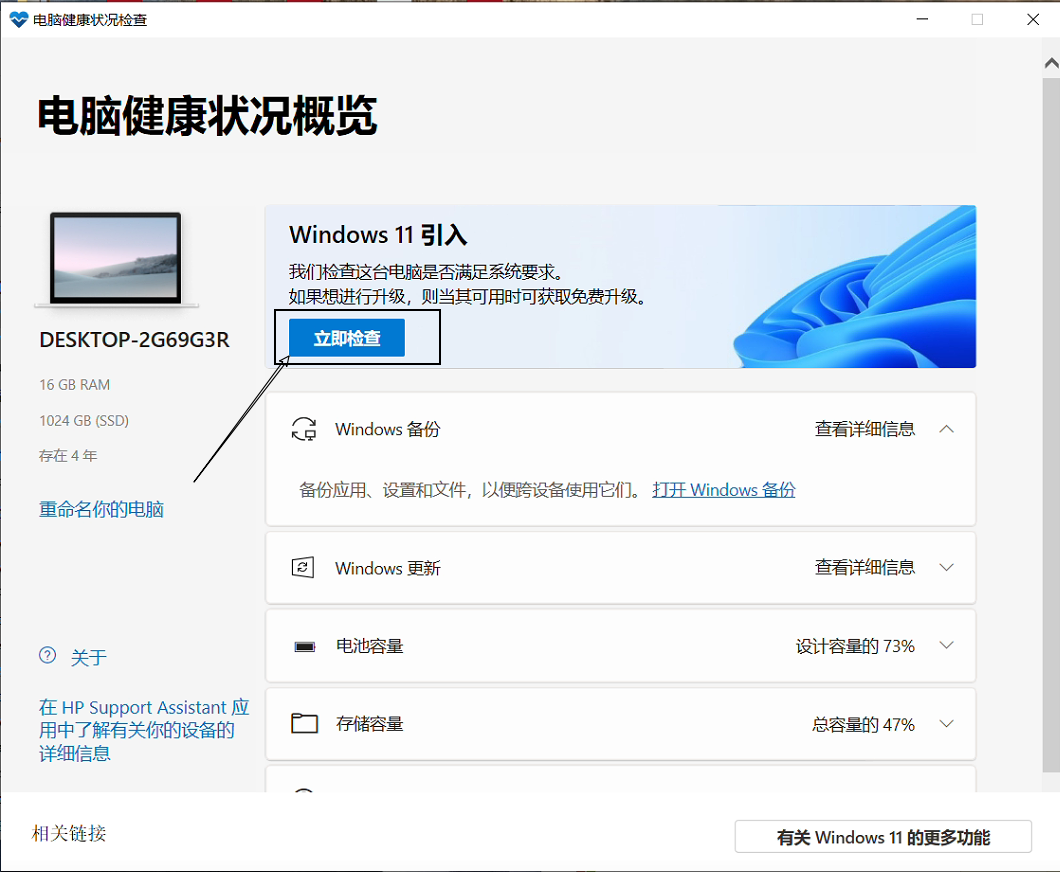 电脑健康状况检查
电脑健康状况概览
DESKTOP-2G69G3R
16 GB RAM
1024 GB (SSD)
存在 4 年
重命名你的电脑
关于
在 HP Support Assistant 应
用中了解有关你的设备的
详细信息
Windows 11 引入
我们检查这台电脑是否满足系统要求。
如果想进行升级，则当其可用时可获取免费升级。
立即检查
Windows 备份 查看详细信息
备份应用、设置和文件，以便跨设备使用它们。 打开 Windows 备份
Windows 更新 查看详细信息
电池容量 设计容量的 73%
存储容量 总容量的 47%
相关链接
有关 Windows 11 的更多功能